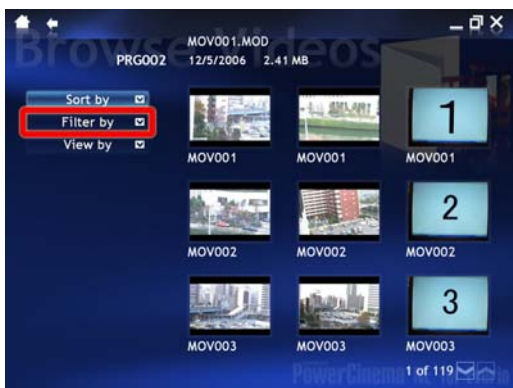 Browse Videos
MOV001.MOD
PRG002 12/5/2006 2.41 MB
Sort by
Filter by
View by
1
MOV001 MOV001 MOV001
2
MOV002 MOV002 MOV002
3
MOV003 MOV003 MOV003
PowerCinema
1 of 119